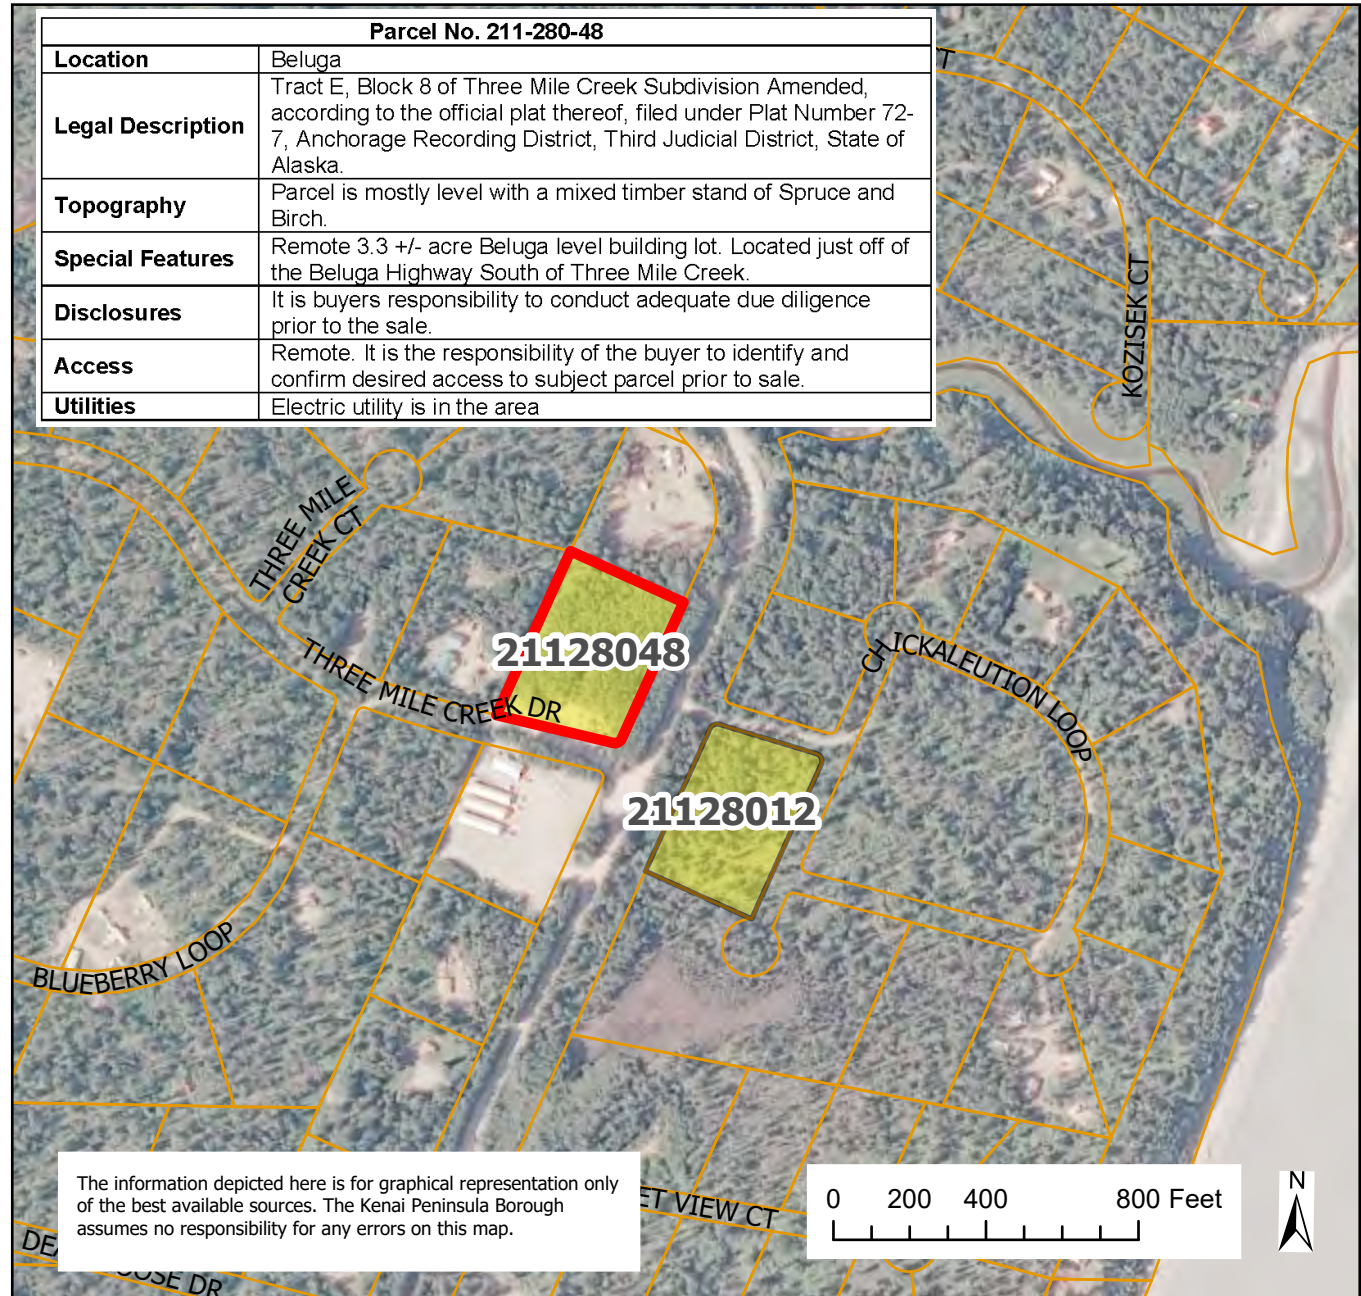 Parcel No. 211-280-48
Location Beluga
Legal Description Tract E, Block 8 of Three Mile Creek Subdivision Amended,
according to the official plat thereof, filed under Plat Number 72-
7, Anchorage Recording District, Third Judicial District, State of
Alaska.
Topography Parcel is mostly level with a mixed timber stand of Spruce and
Birch.
Special Features Remote 3.3 +/- acre Beluga level building lot. Located just off of
the Beluga Highway South of Three Mile Creek.
Disclosures It is buyers responsibility to conduct adequate due diligence
prior to the sale.
Access Remote. It is the responsibility of the buyer to identify and
confirm desired access to subject parcel prior to sale.
Utilities Electric utility is in the area
KOZISEK CT
THREE MILE
CREEK CT
THREE MILE CREEK DR
21128048
CHICKALEUTION LOOP
21128012
BLUEBERRY LOOP
ET VIEW CT
OSE DR
The information depicted here is for graphical representation only
of the best available sources. The Kenai Peninsula Borough
assumes no responsibility for any errors on this map.
0 200 400 800 Feet
N